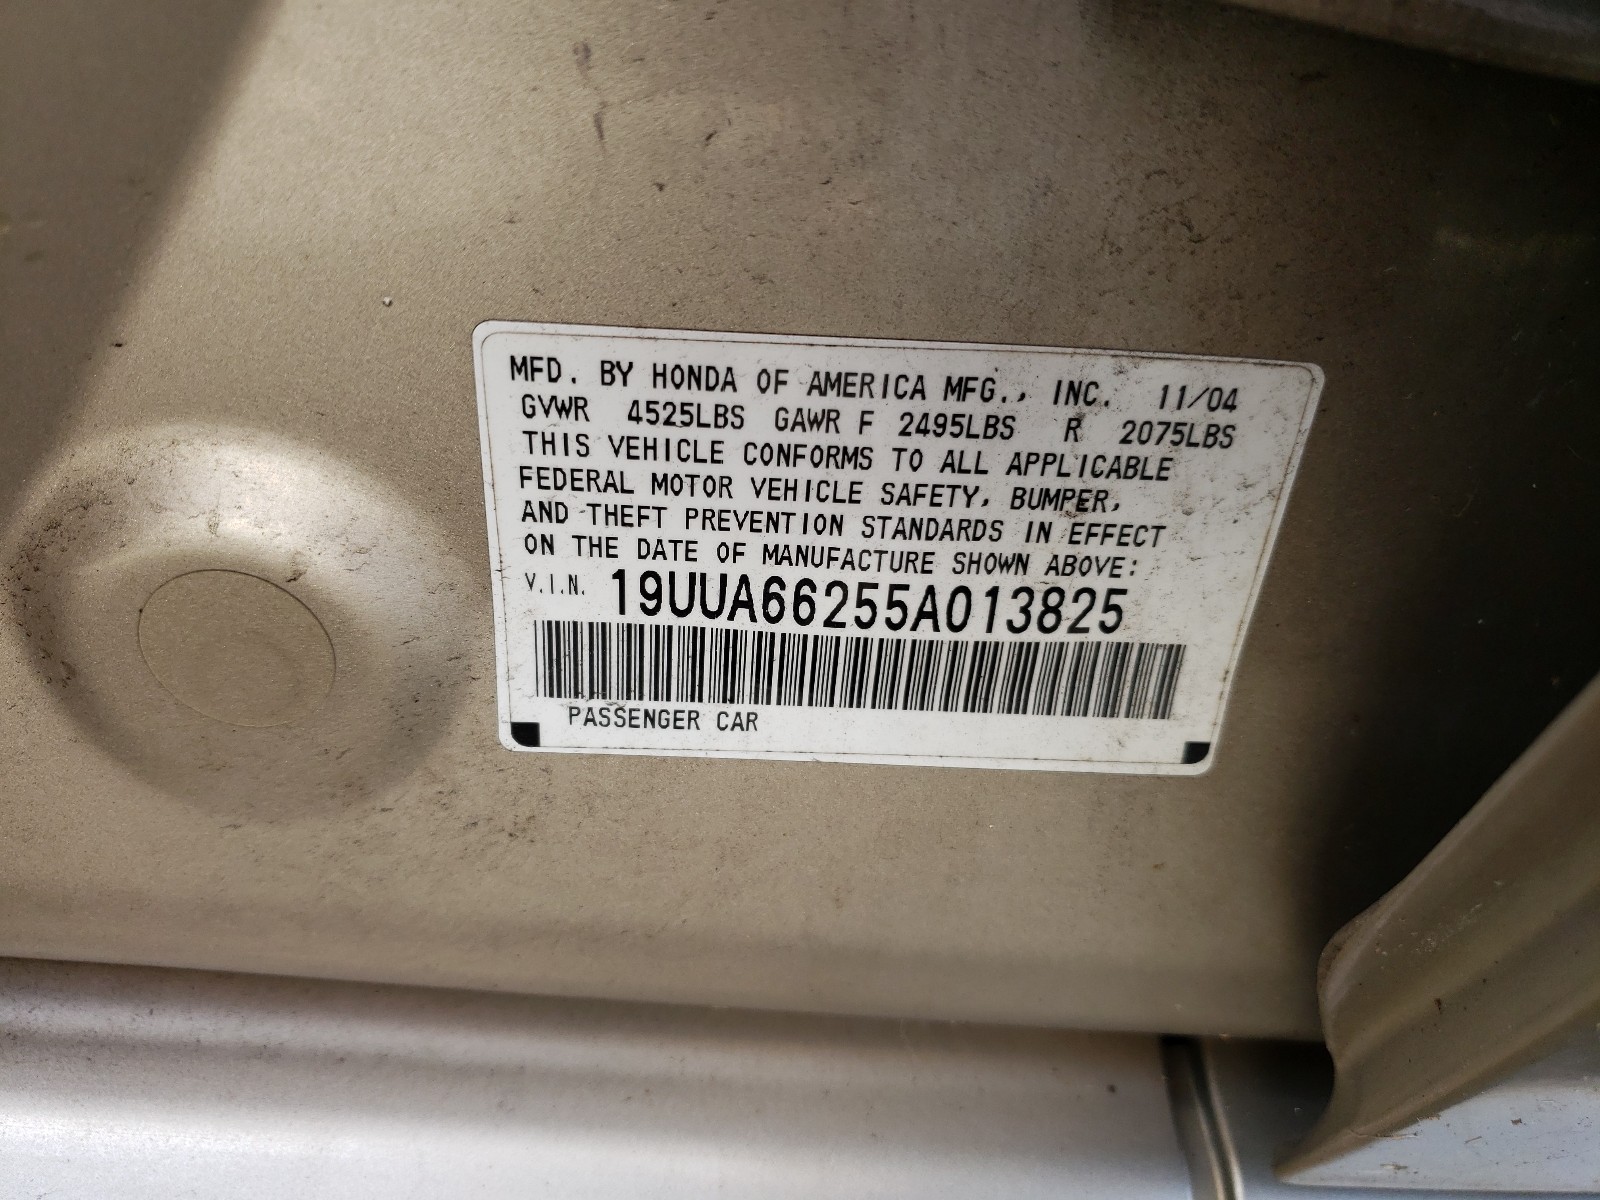 MFD. BY HONDA OF AMERICA MFG., INC. 11/04
GVWR 4525LBS GAWR F 2495LBS R 2075LBS
THIS VEHICLE CONFORMS TO ALL APPLICABLE
FEDERAL MOTOR VEHICLE SAFETY, BUMPER,
AND THEFT PREVENTION STANDARDS IN EFFECT
ON THE DATE OF MANUFACTURE SHOWN ABOVE:
V.I.N. 19UUA66255A013825
PASSENGER CAR